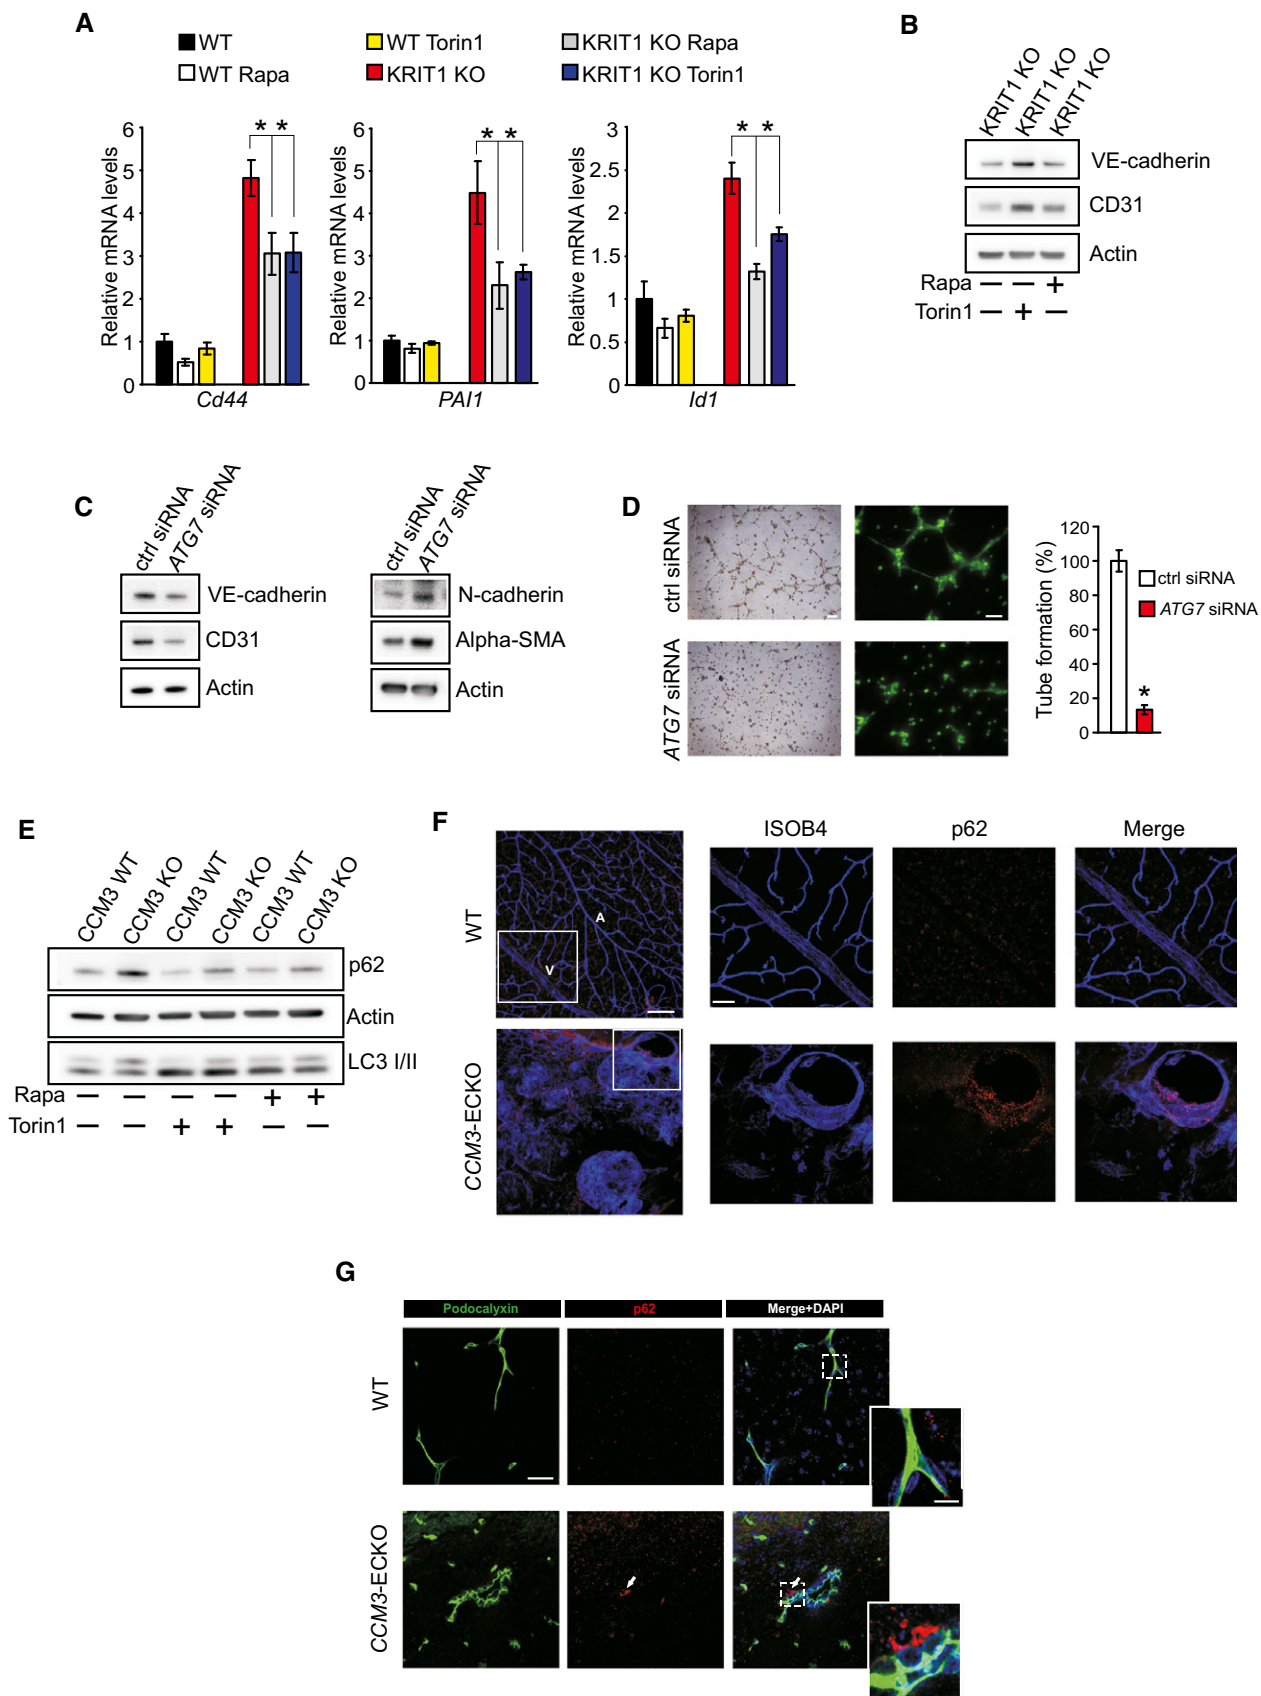 A
WT
WT Torin1
KRIT1 KO Rapa
WT Rapa
KRIT1 KO
KRIT1 KO Torin1
Relative mRNA levels
6
5
4
3
2
1
0
* *
Cd44
Relative mRNA levels
6
5
4
3
2
1
0
* *
PAI1
Relative mRNA levels
3
2.5
2
1.5
1
0.5
0
* *
Id1
B
KRIT1 KO
KRIT1 KO
KRIT1 KO
VE-cadherin
CD31
Actin
Rapa — — +
Torin1 — + —
C
ctrl siRNA
ATG7 siRNA
VE-cadherin
CD31
Actin
ctrl siRNA
ATG7 siRNA
N-cadherin
Alpha-SMA
Actin
D
ctrl siRNA
ATG7 siRNA
Tube formation (%)
120
100
80
60
40
20
0
*
ctrl siRNA
ATG7 siRNA
E
CCM3 WT
CCM3 KO
CCM3 WT
CCM3 KO
CCM3 WT
CCM3 KO
p62
Actin
LC3 I/II
Rapa — — — — + +
Torin1 — — + + — —
F
ISOB4
p62
Merge
WT
A
V
CCM3-ECKO
G
Podocalyxin
p62
Merge+DAPI
WT
CCM3-ECKO